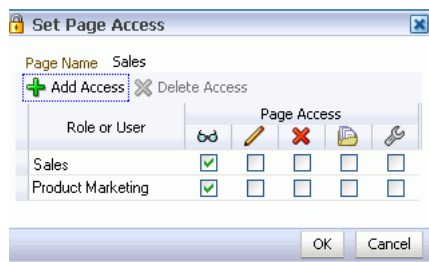 Set Page Access
Page Name Sales
Add Access Delete Access
Role or User
Page Access
Sales
Product Marketing
OK Cancel